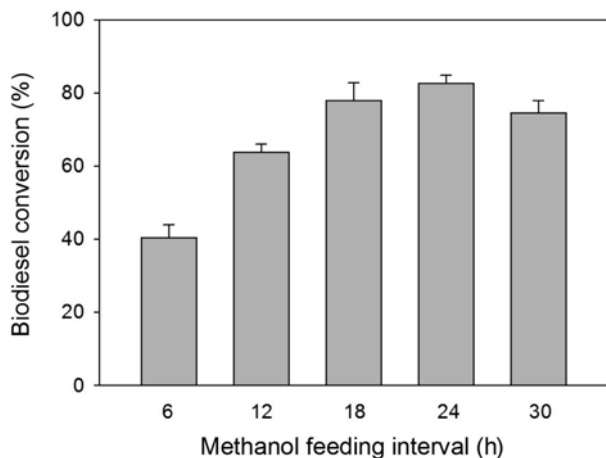 100
80
60
40
20
0
Biodiesel conversion (%)
6 12 18 24 30
Methanol feeding interval (h)